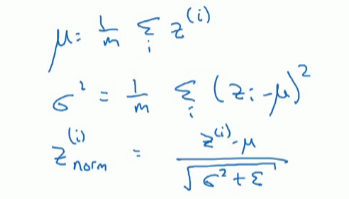 μ = 1/m Σ_i z^(i)
σ² = 1/m Σ_i (z_i - μ)²
z^(i)_norm = (z^(i) - μ) / √(σ² + ε)